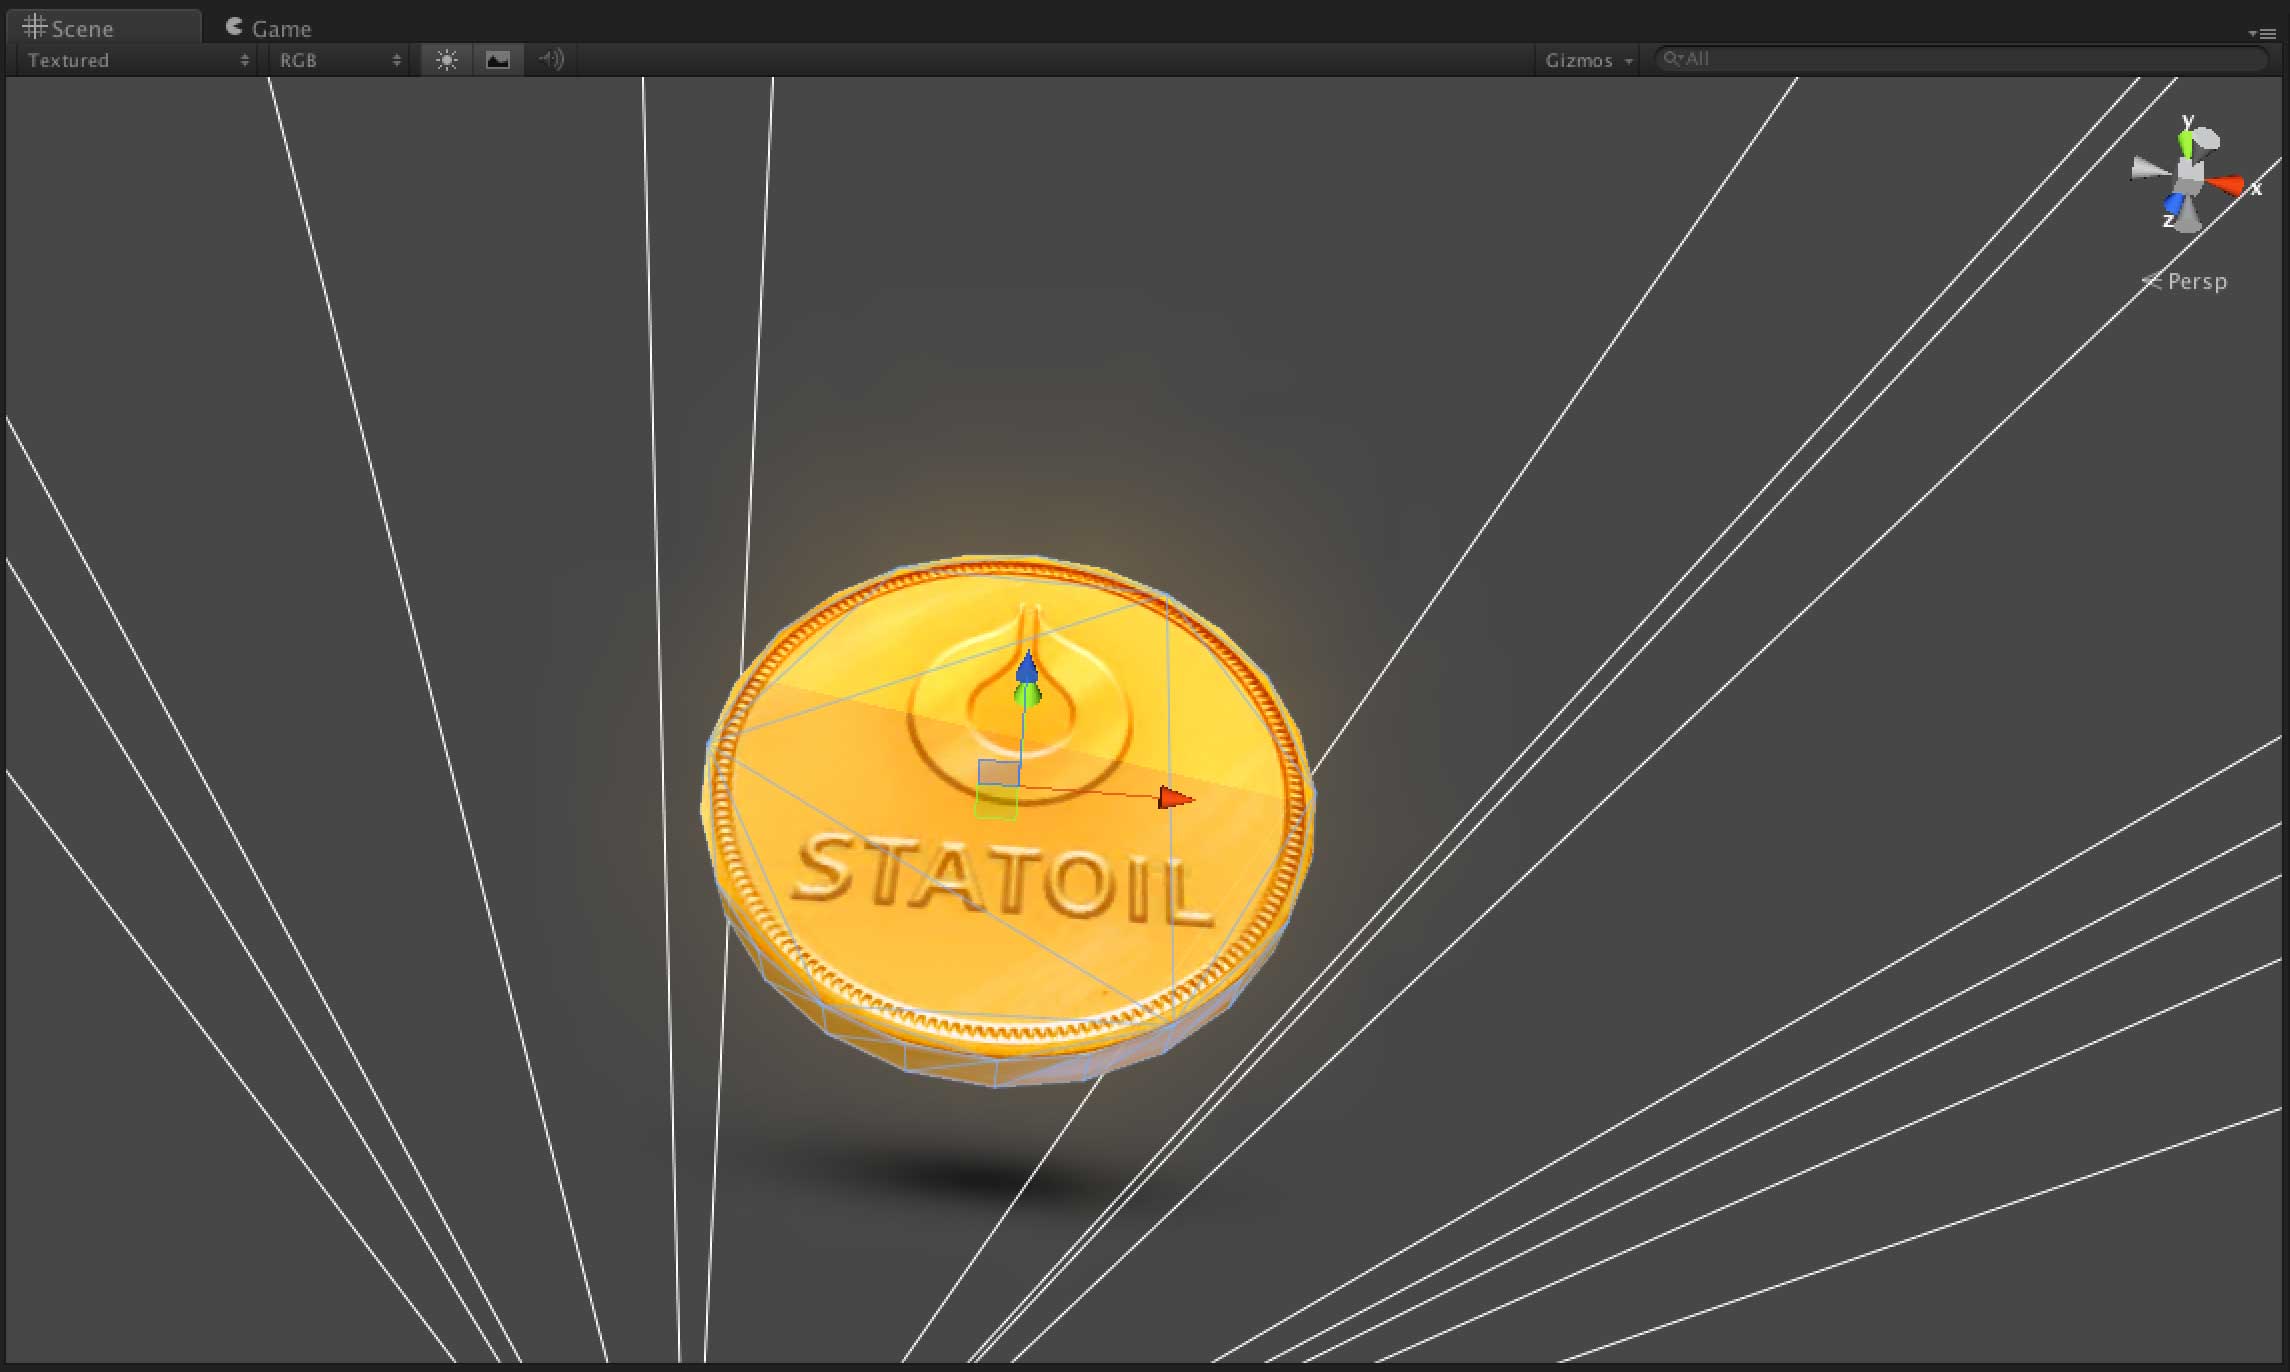 Scene
Game
Textured
RGB
Gizmos
All
y
x
z
Persp
STATOIL